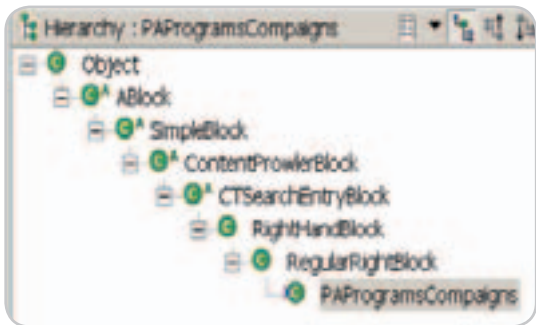 Hierarchy : PAProgramsCompaigns
Object
ABlock
SimpleBlock
ContentProwlerBlock
CTSearchEntryBlock
RightHandBlock
RegularRightBlock
PAProgramsCompaigns